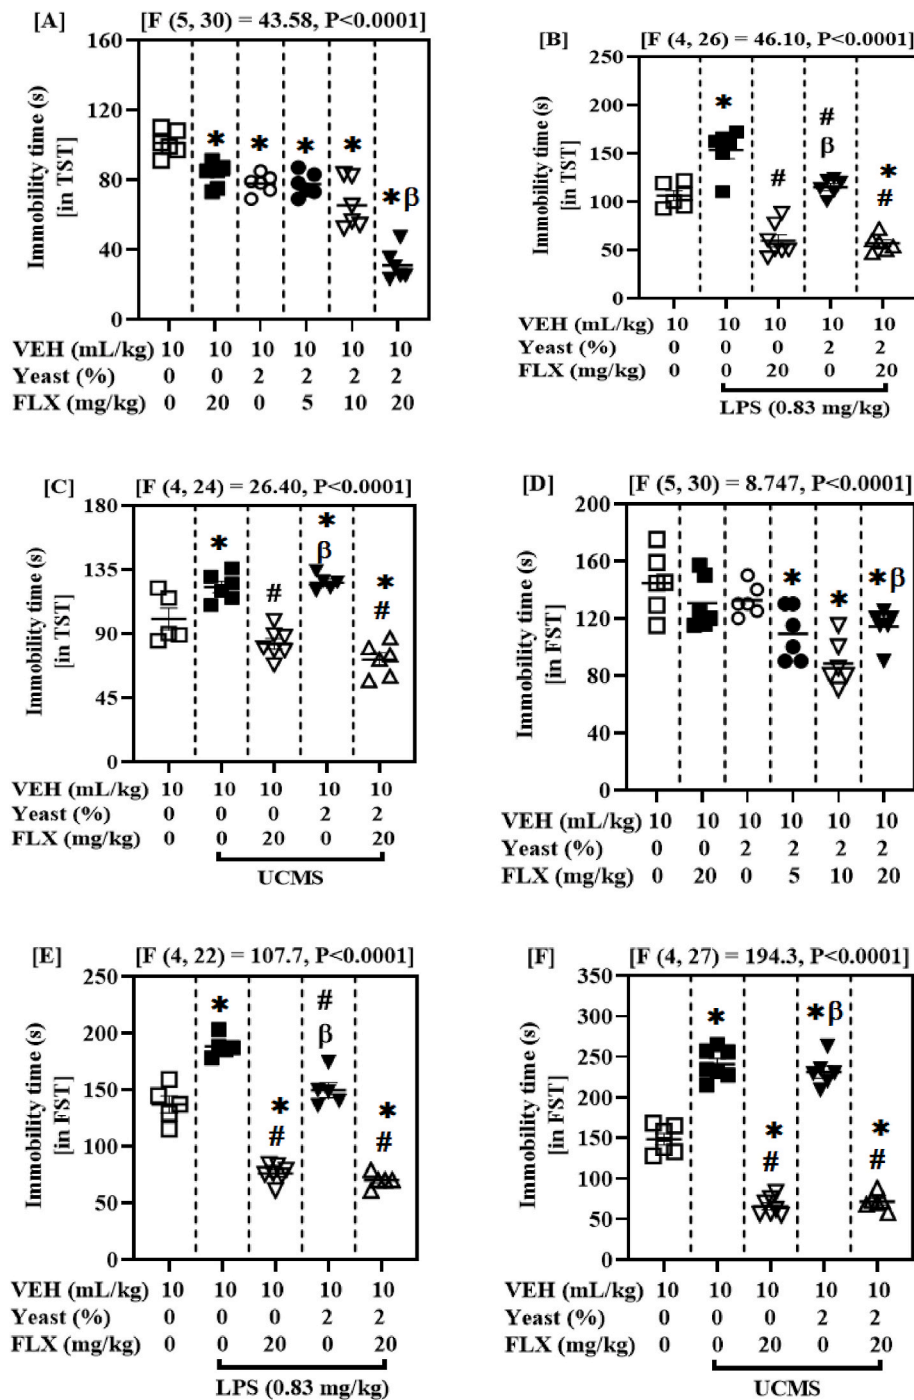 [A] [F (5, 30) = 43.58, P<0.0001]
Immobility time (s)
[in TST]
160
120
80
40
0
* * * * *β
VEH (mL/kg) 10 10 10 10 10 10
Yeast (%) 0 0 2 2 2 2
FLX (mg/kg) 0 20 0 5 10 20
[B] [F (4, 26) = 46.10, P<0.0001]
Immobility time (s)
[in TST]
250
200
150
100
50
0
* # # β * #
VEH (mL/kg) 10 10 10 10 10
Yeast (%) 0 0 0 2 2
FLX (mg/kg) 0 0 20 0 20
LPS (0.83 mg/kg)
[C] [F (4, 24) = 26.40, P<0.0001]
Immobility time (s)
[in TST]
180
135
90
45
0
* # * β * #
VEH (mL/kg) 10 10 10 10 10
Yeast (%) 0 0 0 2 2
FLX (mg/kg) 0 0 20 0 20
UCMS
[D] [F (5, 30) = 8.747, P<0.0001]
Immobility time (s)
[in FST]
200
160
120
80
40
0
* * *β
VEH (mL/kg) 10 10 10 10 10 10
Yeast (%) 0 0 2 2 2 2
FLX (mg/kg) 0 20 0 5 10 20
[E] [F (4, 22) = 107.7, P<0.0001]
Immobility time (s)
[in FST]
250
200
150
100
50
0
* * # # β * #
VEH (mL/kg) 10 10 10 10 10
Yeast (%) 0 0 0 2 2
FLX (mg/kg) 0 0 20 0 20
LPS (0.83 mg/kg)
[F] [F (4, 27) = 194.3, P<0.0001]
Immobility time (s)
[in FST]
350
300
250
200
150
100
50
0
* * # *β * #
VEH (mL/kg) 10 10 10 10 10
Yeast (%) 0 0 0 2 2
FLX (mg/kg) 0 0 20 0 20
UCMS